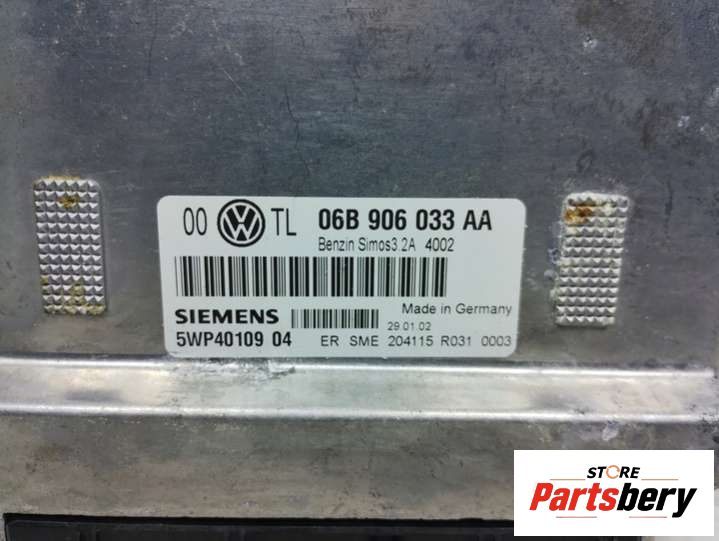 00 VW TL 06B 906 033 AA
Benzin Simos3.2A 4002
Made in Germany
SIEMENS 29.01.02
5WP40109 04 ER SME 204115 R031 0003
STORE
Partsbery